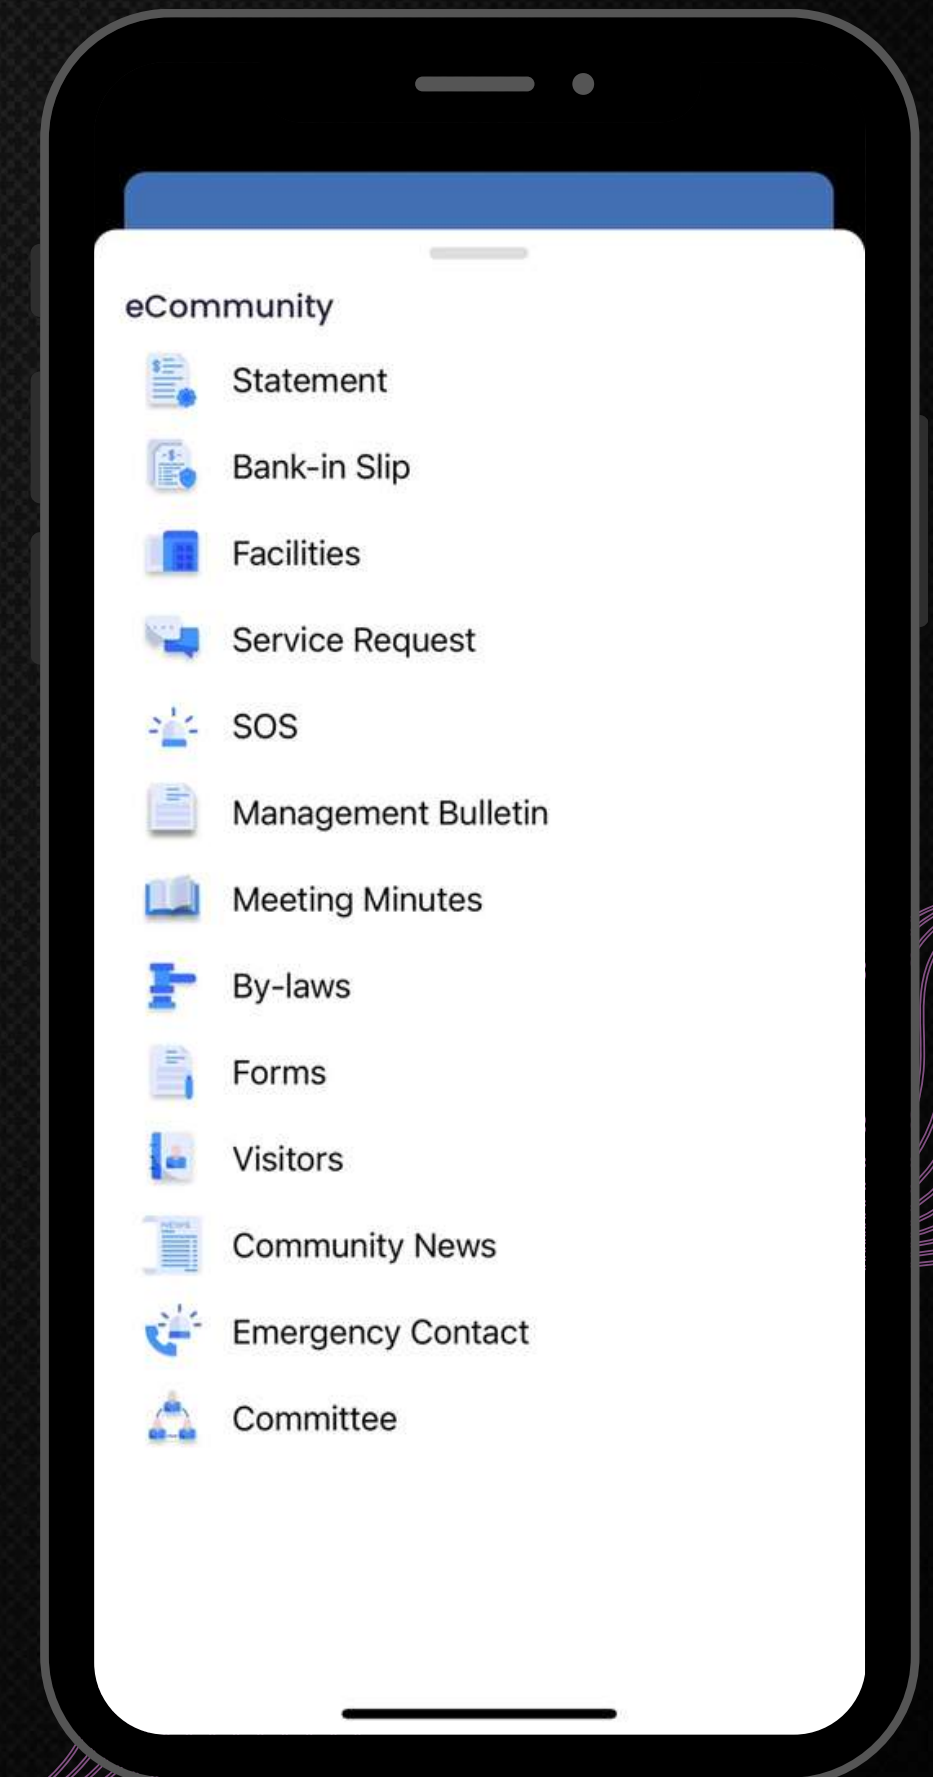 eCommunity
Statement
Bank-in Slip
Facilities
Service Request
SOS
Management Bulletin
Meeting Minutes
By-laws
Forms
Visitors
NEWS
Community News
Emergency Contact
Committee